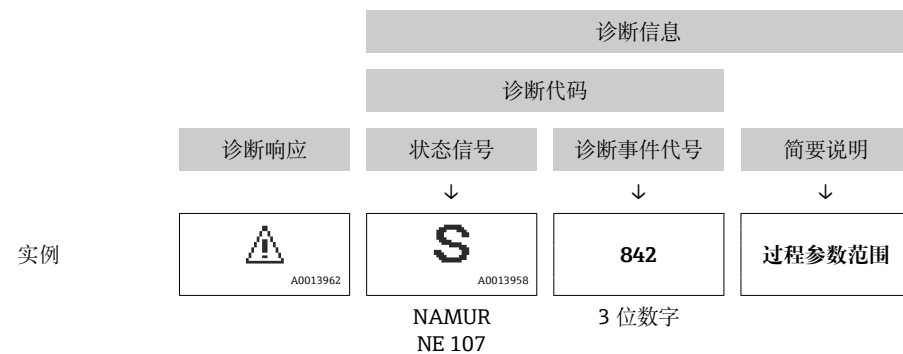 诊断信息
诊断代码
诊断响应 状态信号 诊断事件代号 简要说明
↓ ↓ ↓
实例 S 842 过程参数范围
A0013962 A0013958
NAMUR 3 位数字
NE 107